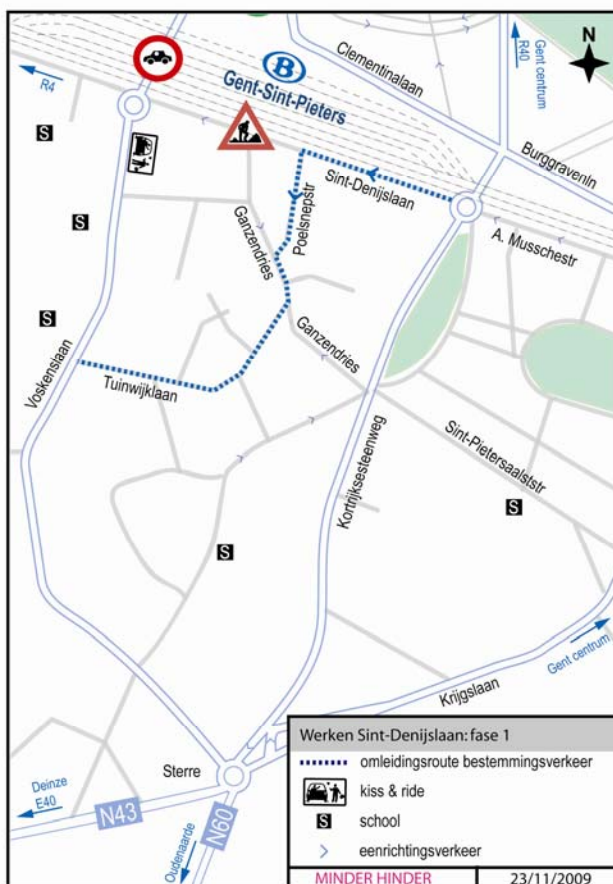 N
Clementinalaan
Gent centrum
R40
B
Gent-Sint-Pieters
R4
Burggravenln
S
Sint-Denijslaan
Poelsnepstr
Ganzendries
A. Musschestr
S
S
Ganzendries
Voskenslaan
Tuinwijklaan
Sint-Pietersaalststr
Kortrijksesteenweg
S
S
Gent centrum
Krijgslaan
Sterre
Deinze
E40
N43
N60
Oudenaarde
Werken Sint-Denijslaan: fase 1
omleidingsroute bestemmingsverkeer
kiss & ride
S school
eenrichtingsverkeer
MINDER HINDER 23/11/2009